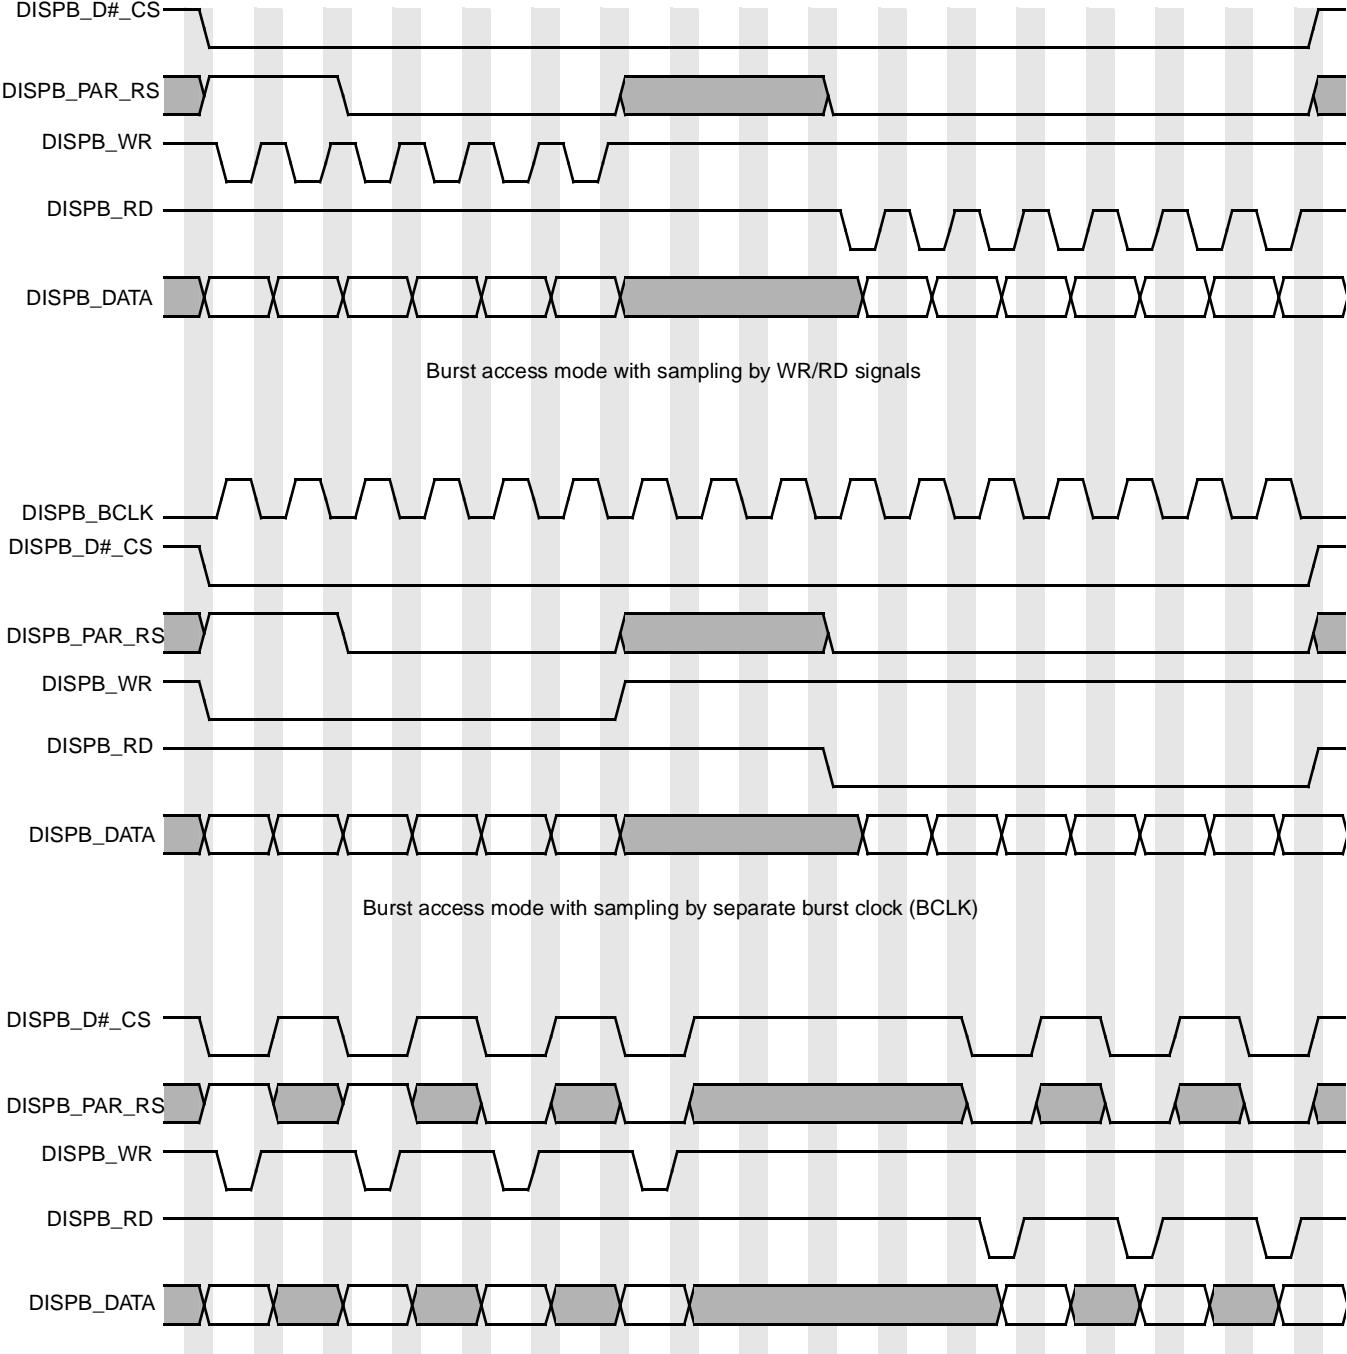 DISPB_D#_CS
DISPB_PAR_RS
DISPB_WR
DISPB_RD
DISPB_DATA
Burst access mode with sampling by WR/RD signals
DISPB_BCLK
DISPB_D#_CS
DISPB_PAR_RS
DISPB_WR
DISPB_RD
DISPB_DATA
Burst access mode with sampling by separate burst clock (BCLK)
DISPB_D#_CS
DISPB_PAR_RS
DISPB_WR
DISPB_RD
DISPB_DATA